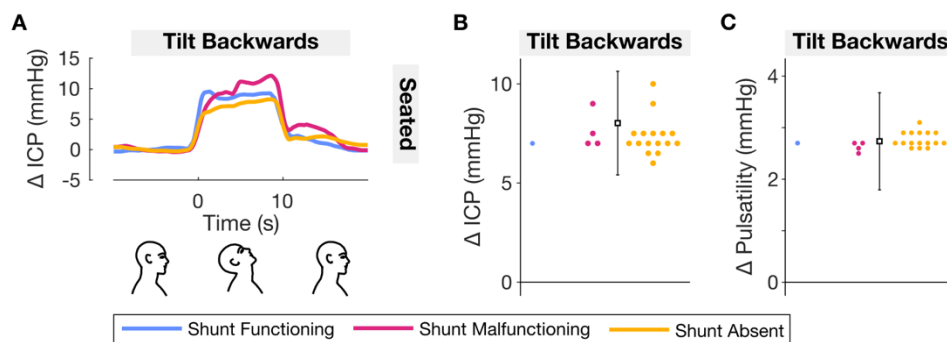 A
Tilt Backwards
Δ ICP (mmHg)
15
10
5
0
-5
0
10
Time (s)
Seated
B
Tilt Backwards
Δ ICP (mmHg)
10
5
0
C
Tilt Backwards
Δ Pulsatility (mmHg)
4
2
0
Shunt Functioning
Shunt Malfunctioning
Shunt Absent